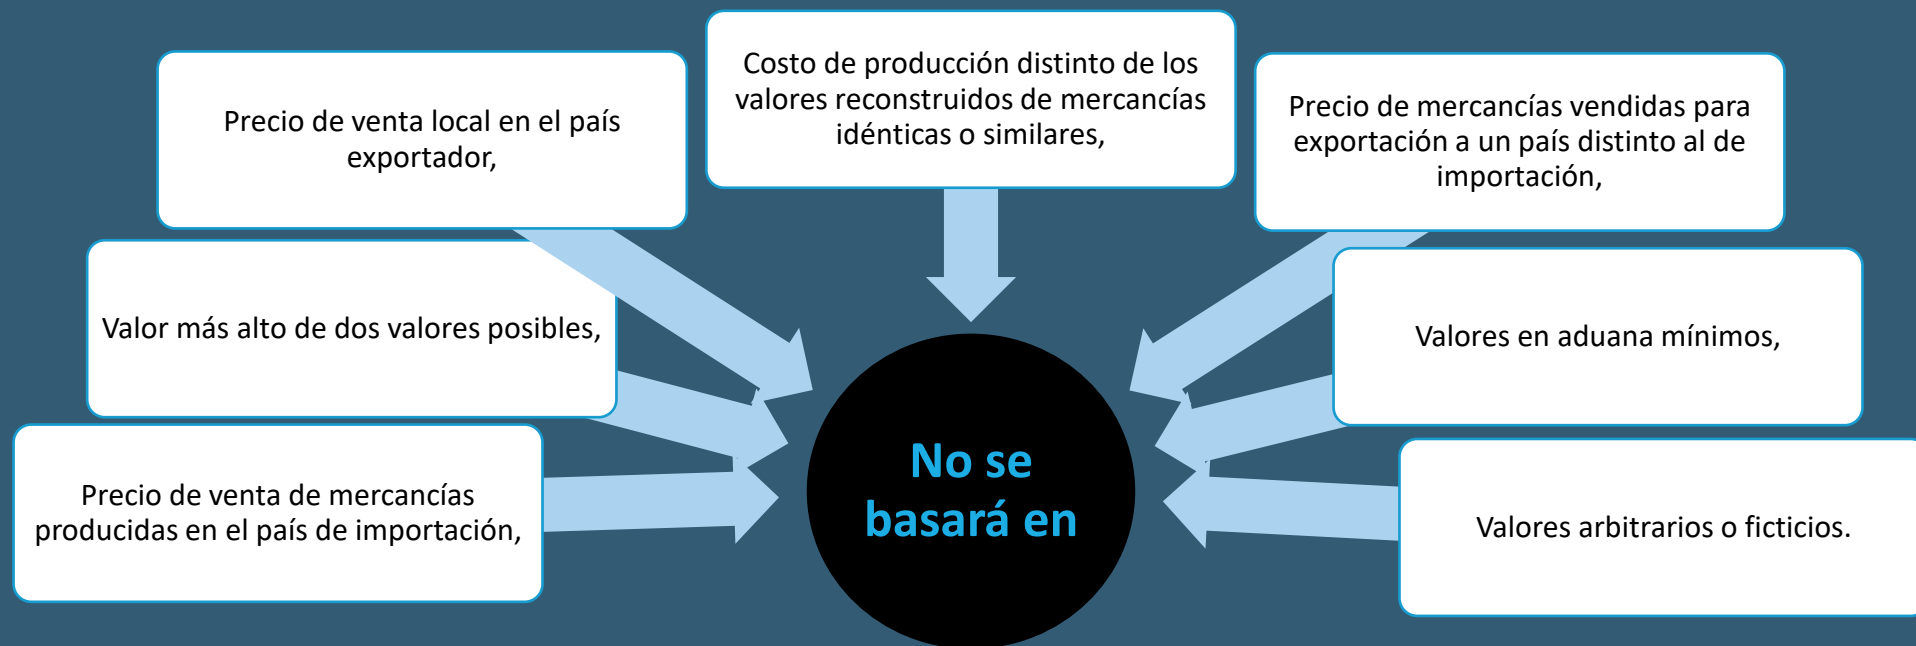 Costo de producción distinto de los
valores reconstruidos de mercancías
idénticas o similares,
Precio de venta local en el país
exportador,
Precio de mercancías vendidas para
exportación a un país distinto al de
importación,
Valor más alto de dos valores posibles,
Valores en aduana mínimos,
Precio de venta de mercancías
producidas en el país de importación,
Valores arbitrarios o ficticios.
No se
basará en